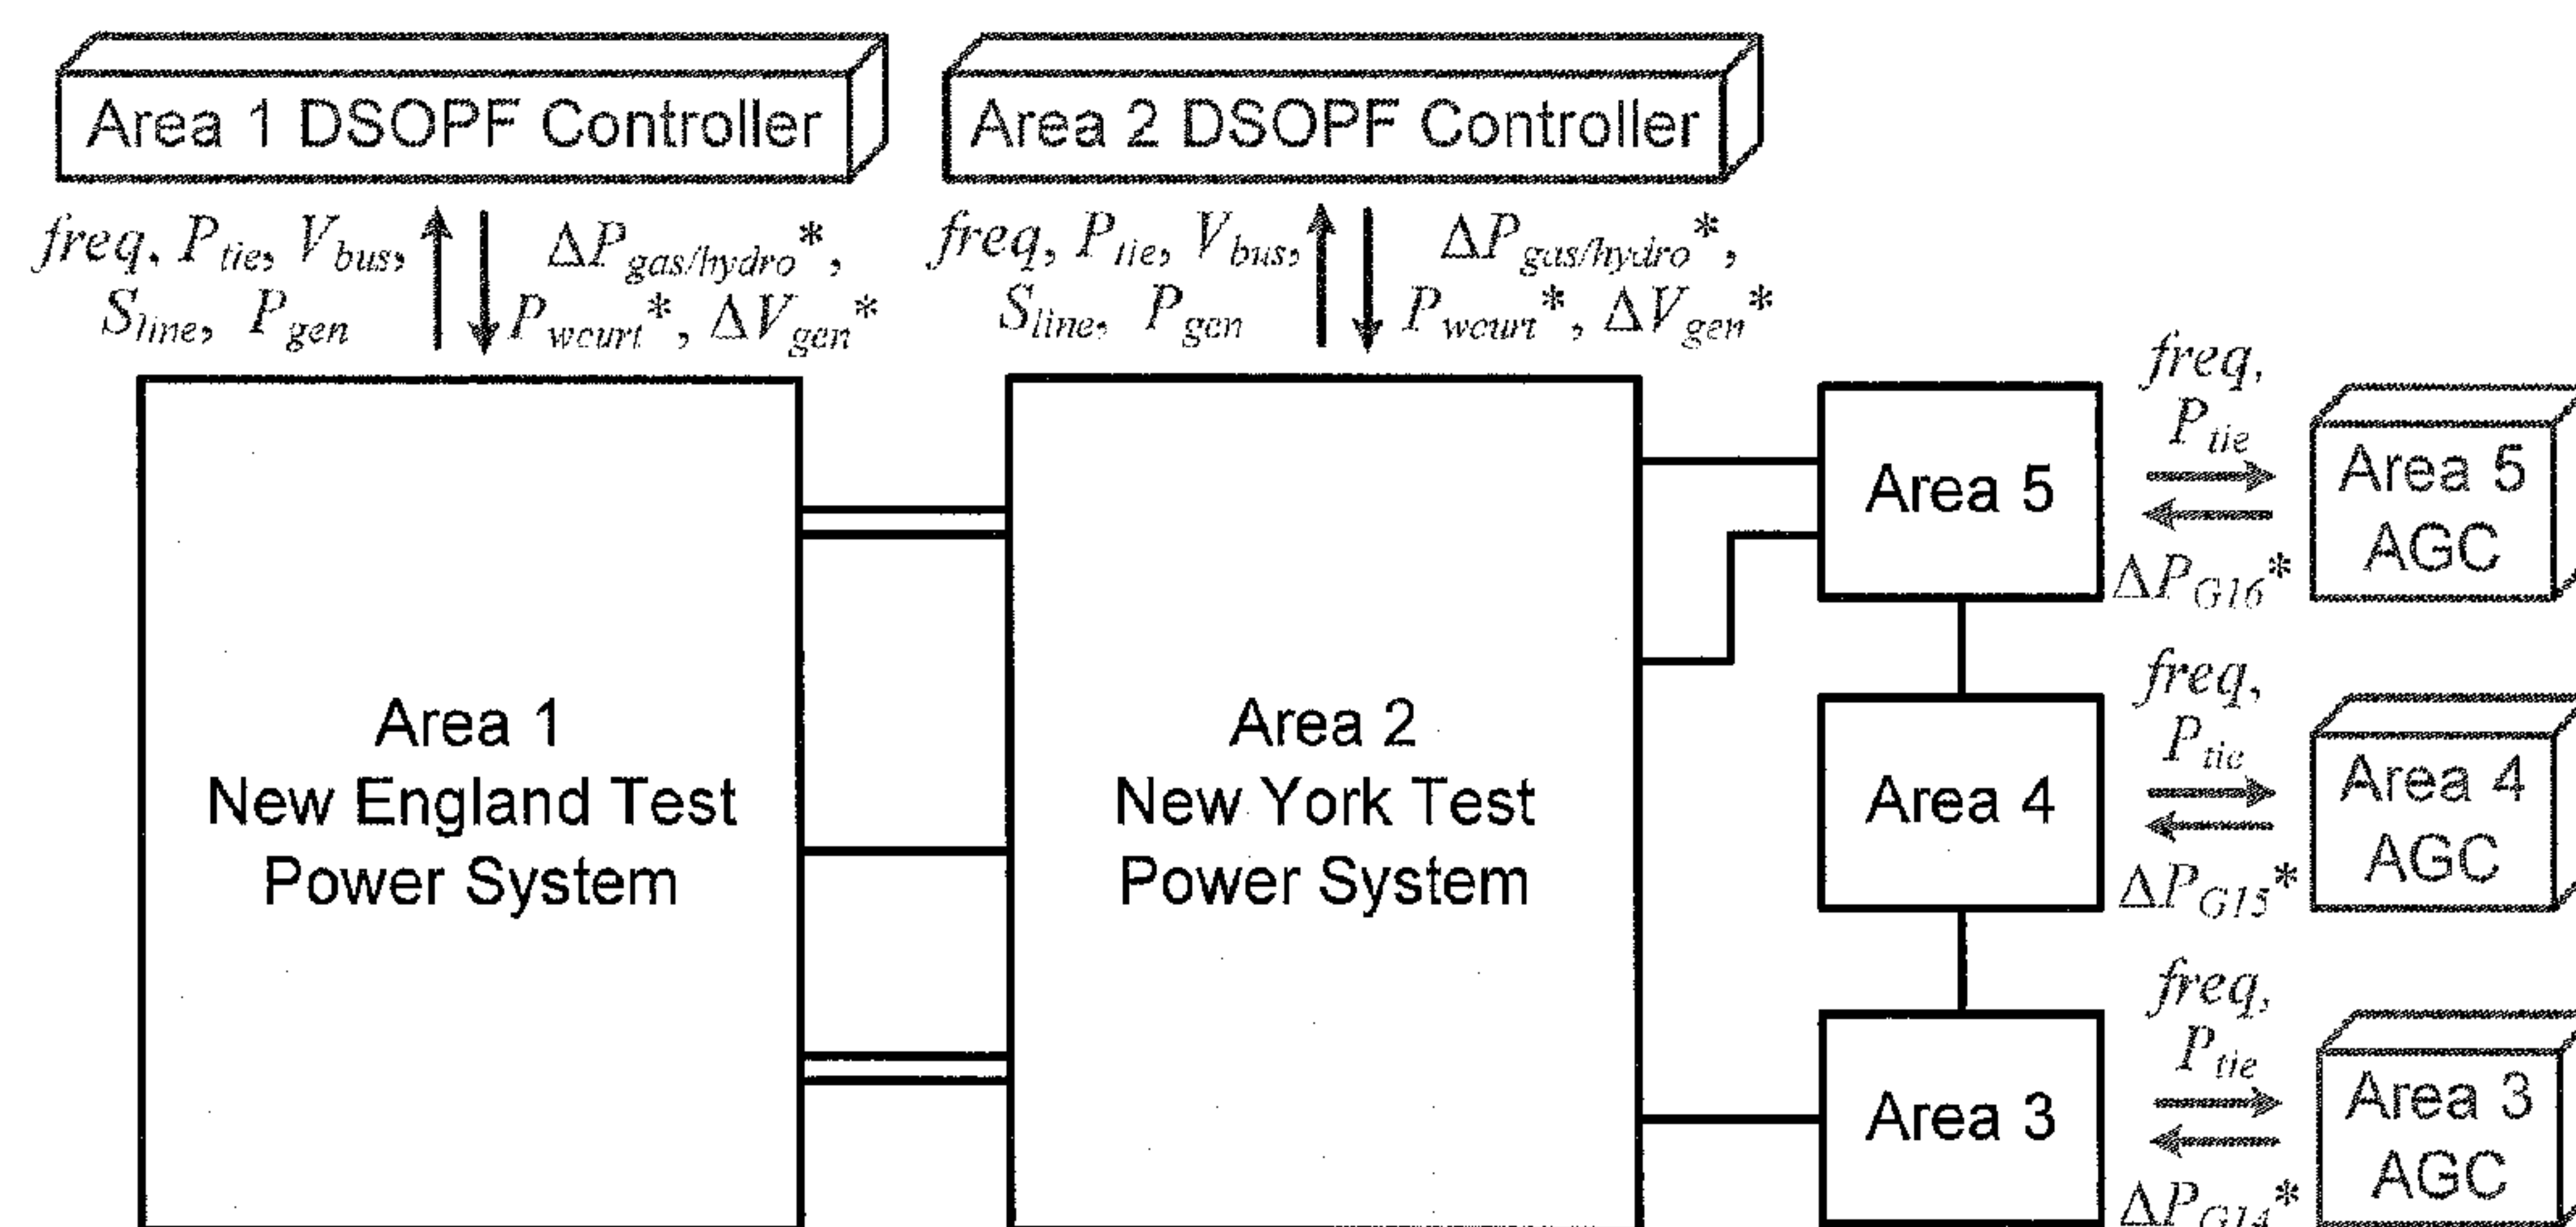 Area 1 DSOPF Controller
Area 2 DSOPF Controller
freq, P_tie, V_bus,
S_line, P_gen
ΔP_gas/hydro*,
P_wcurt*, ΔV_gen*
freq, P_tie, V_bus,
S_line, P_gen
ΔP_gas/hydro*,
P_wcurt*, ΔV_gen*
Area 1
New England Test
Power System
Area 2
New York Test
Power System
Area 5
freq,
P_tie
ΔP_G16*
Area 5
AGC
Area 4
freq,
P_tie
ΔP_G15*
Area 4
AGC
Area 3
freq,
P_tie
ΔP_G14*
Area 3
AGC